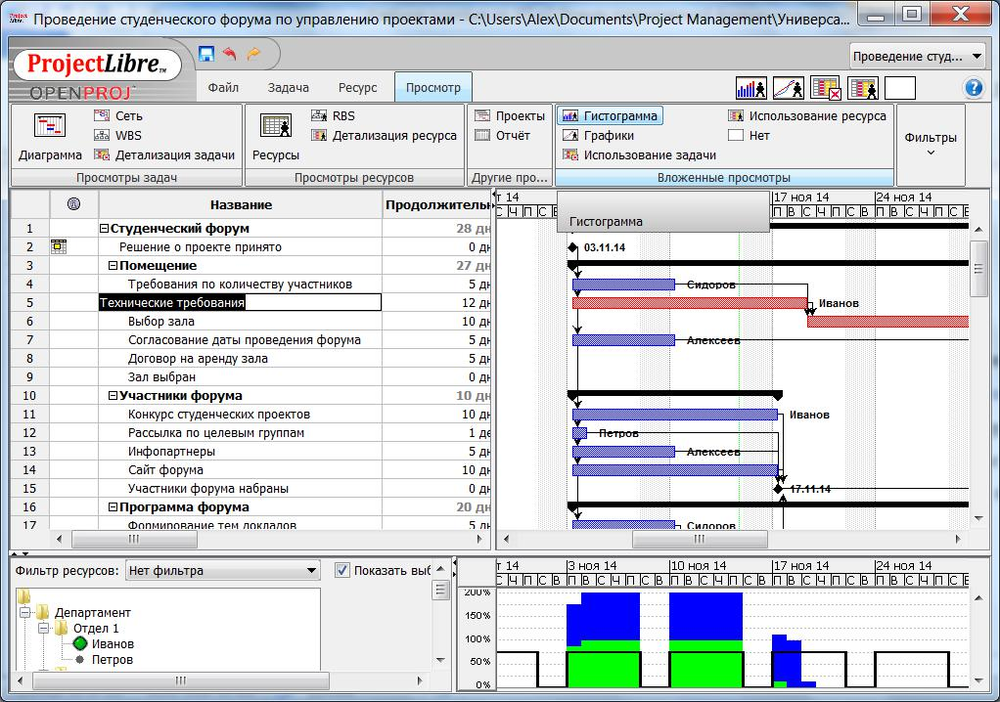 Проведение студенческого форума по управлению проектами - C:\Users\Alex\Documents\Project Management\Универса...
ProjectLibre™
OPENPROJ
Проведение студ...
Файл Задача Ресурс Просмотр
Диаграмма
Сеть
WBS
Детализация задачи
Просмотры задач
Ресурсы
RBS
Детализация ресурса
Просмотры ресурсов
Проекты
Отчёт
Другие про...
Гистограмма
Графики
Использование задачи
Использование ресурса
Нет
Вложенные просмотры
Фильтры
Название Продолжитель
1 Студенческий форум 28 дн
2 Решение о проекте принято 0 дн
3 Помещение 27 дн
4 Требования по количеству участников 5 дн
5 Технические требования 12 дн
6 Выбор зала 10 дн
7 Согласование даты проведения форума 5 дн
8 Договор на аренду зала 5 дн
9 Зал выбран 0 дн
10 Участники форума 10 дн
11 Конкурс студенческих проектов 10 дн
12 Рассылка по целевым группам 1 де
13 Инфопартнеры 5 дн
14 Сайт форума 10 дн
15 Участники форума набраны 0 дн
16 Программа форума 20 дн
17 Формирование тем докладов 5 дн
т 14 17 ноя 14 24 ноя 14
С Ч П С В П В С Ч П С В П В С Ч П С В
Гистограмма
03.11.14
Сидоров
Иванов
Алексеев
Иванов
Петров
Алексеев
17.11.14
Сидоров
Фильтр ресурсов: Нет фильтра Показать выб
Департамент
Отдел 1
Иванов
Петров
т 14 3 ноя 14 10 ноя 14 17 ноя 14 24 ноя 14
С Ч П С В П В С Ч П С В П В С Ч П С В П В С Ч П С В П В С Ч П С В
200%
150%
100%
50%
0%